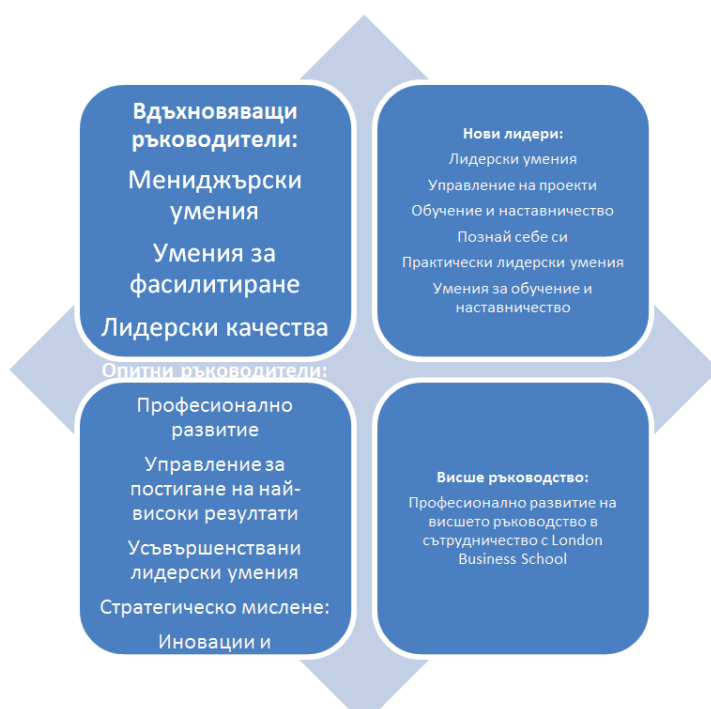 Вдъхновяващи
ръководители:
Мениджърски
умения
Умения за
фасилитиране
Лидерски качества
Нови лидери:
Лидерски умения
Управление на проекти
Обучение и наставничество
Познай себе си
Практически лидерски умения
Умения за обучение и
наставничество
Опитни ръководители:
Професионално
развитие
Управление за
постигане на най-
високи резултати
Усъвършенствани
лидерски умения
Стратегическо мислене:
Иновации и
Висше ръководство:
Професионално развитие на
висшето ръководство в
сътрудничество с London
Business School